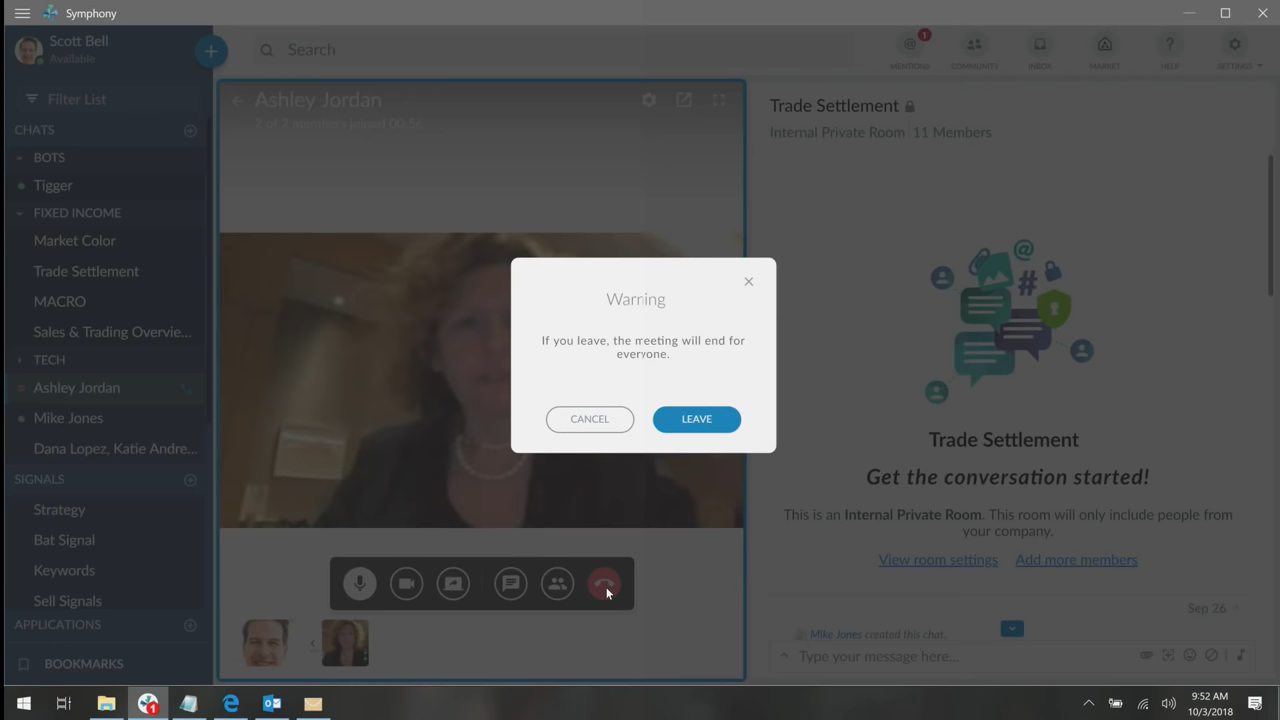 Symphony
Scott Bell
Available
Search
1
MENTIONS
COMMUNITY
INBOX
MARKET
HELP
SETTINGS
Filter List
CHATS
BOTS
Tigger
FIXED INCOME
Market Color
Trade Settlement
MACRO
Sales & Trading Overvie...
TECH
Ashley Jordan
Mike Jones
Dana Lopez, Katie Andre...
SIGNALS
Strategy
Bat Signal
Keywords
Sell Signals
APPLICATIONS
BOOKMARKS
Ashley Jordan
2 of 2 members joined 00:5
Warning
If you leave, the meeting will end for
everyone.
CANCEL
LEAVE
Trade Settlement
Internal Private Room 11 Members
Trade Settlement
Get the conversation started!
This is an Internal Private Room. This room will only include people from
your company.
View room settings
Add more members
Sep 26
Mike Jones created this chat.
Type your message here...
1
9:52 AM
10/3/2018